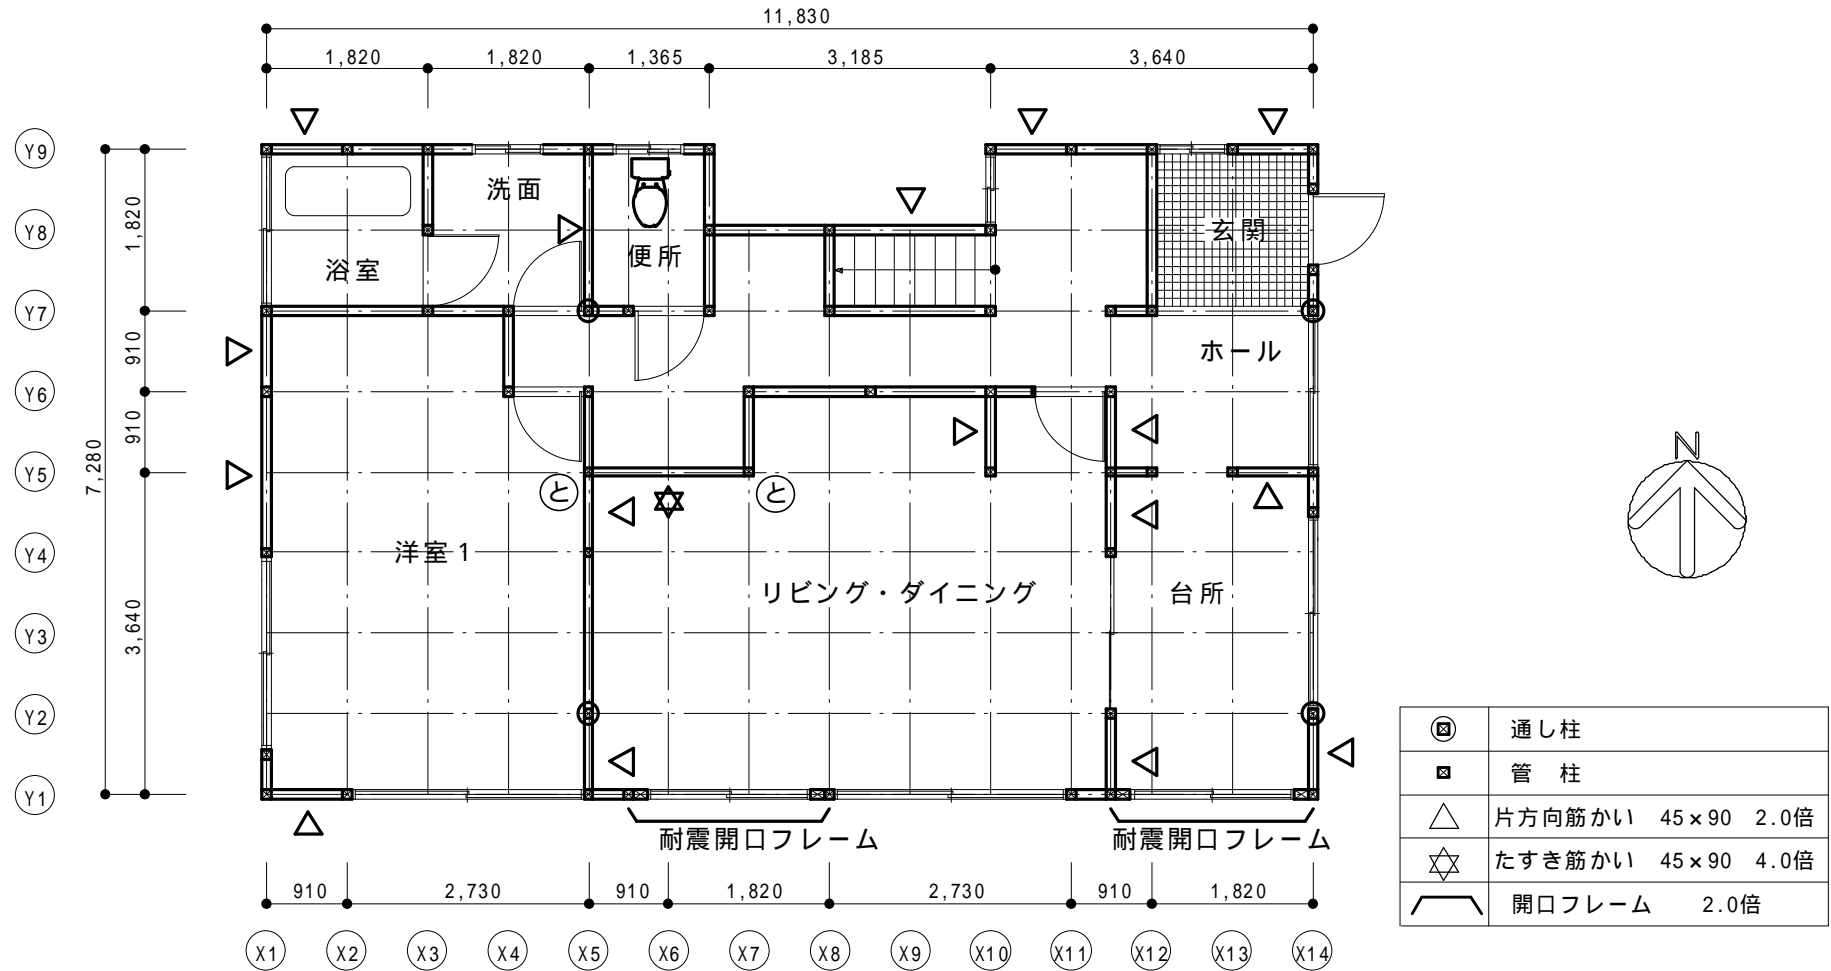 11,830
1,820 1,820 1,365 3,185 3,640
Y9
洗面
1,820
Y8
玄関
便所
浴室
Y7
910
ホール
Y6
910
N
7,280
Y5
と と
Y4
洋室1
リビング・ダイニング
台所
3,640
Y3
Y2
通し柱
管 柱
Y1
片方向筋かい 45×90 2.0倍
耐震開口フレーム 耐震開口フレーム
たすき筋かい 45×90 4.0倍
910 2,730 910 1,820 2,730 910 1,820
開口フレーム 2.0倍
X1 X2 X3 X4 X5 X6 X7 X8 X9 X10 X11 X12 X13 X14